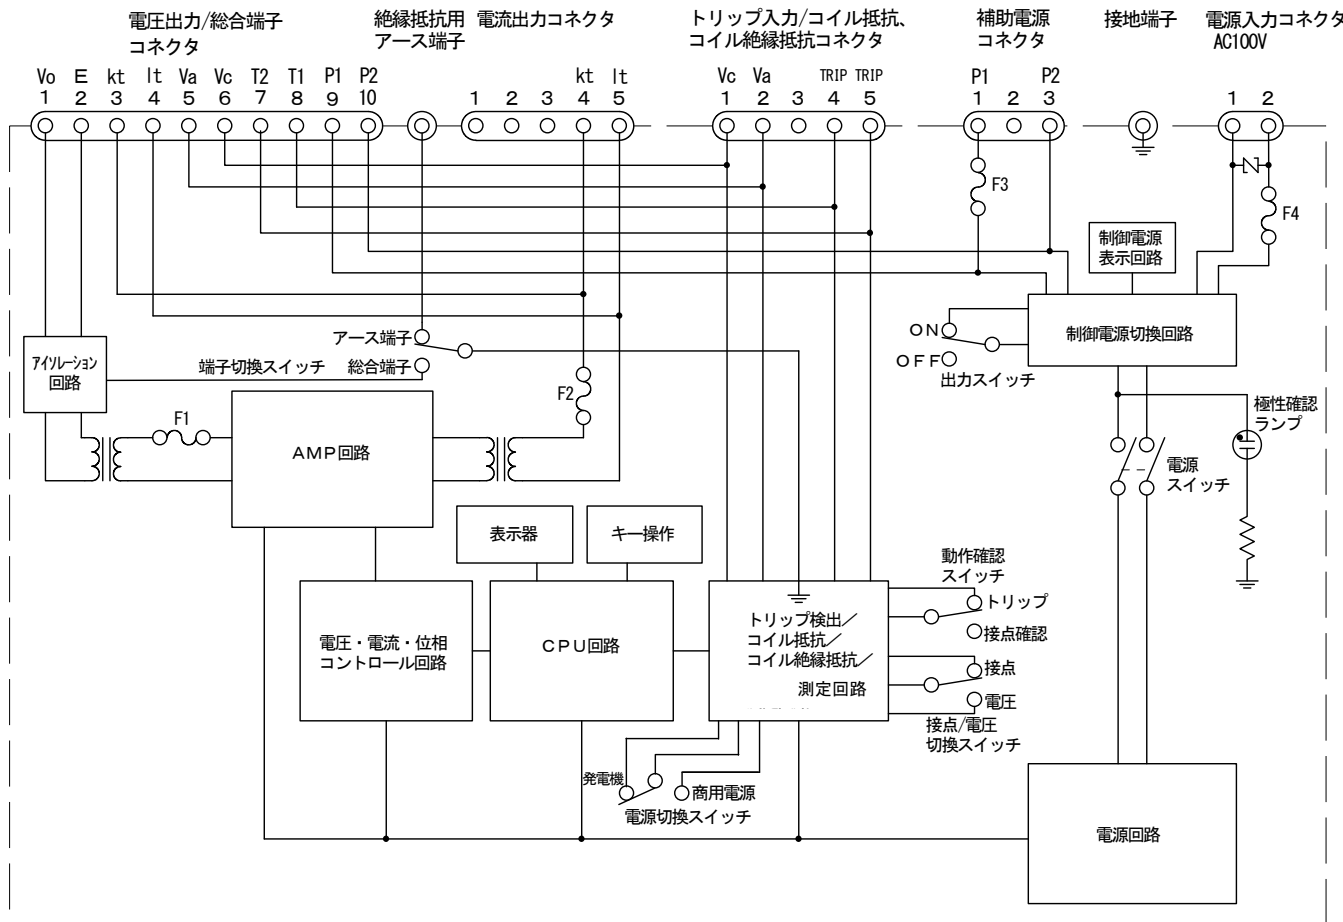 電圧出力/総合端子
コネクタ
絶縁抵抗用
アース端子
電流出力コネクタ
トリップ入力/コイル抵抗、
コイル絶縁抵抗コネクタ
補助電源
コネクタ
接地端子
電源入力コネクタ
AC100V
Vo E kt lt Va Vc T2 T1 P1 P2
1 2 3 4 5 6 7 8 9 10
kt lt
1 2 3 4 5
Vc Va TRIP TRIP
1 2 3 4 5
P1 P2
1 2 3
1 2
F3
F4
制御電源
表示回路
制御電源切換回路
ON
OFF
出力スイッチ
アース端子
端子切換スイッチ 総合端子
アイソレーション
回路
F1
F2
AMP回路
極性確認
ランプ
電源
スイッチ
表示器
キー操作
動作確認
スイッチ
トリップ
接点確認
電圧・電流・位相
コントロール回路
CPU回路
トリップ検出/
コイル抵抗/
コイル絶縁抵抗/
測定回路
接点
電圧
接点/電圧
切換スイッチ
発電機
商用電源
電源切換スイッチ
電源回路